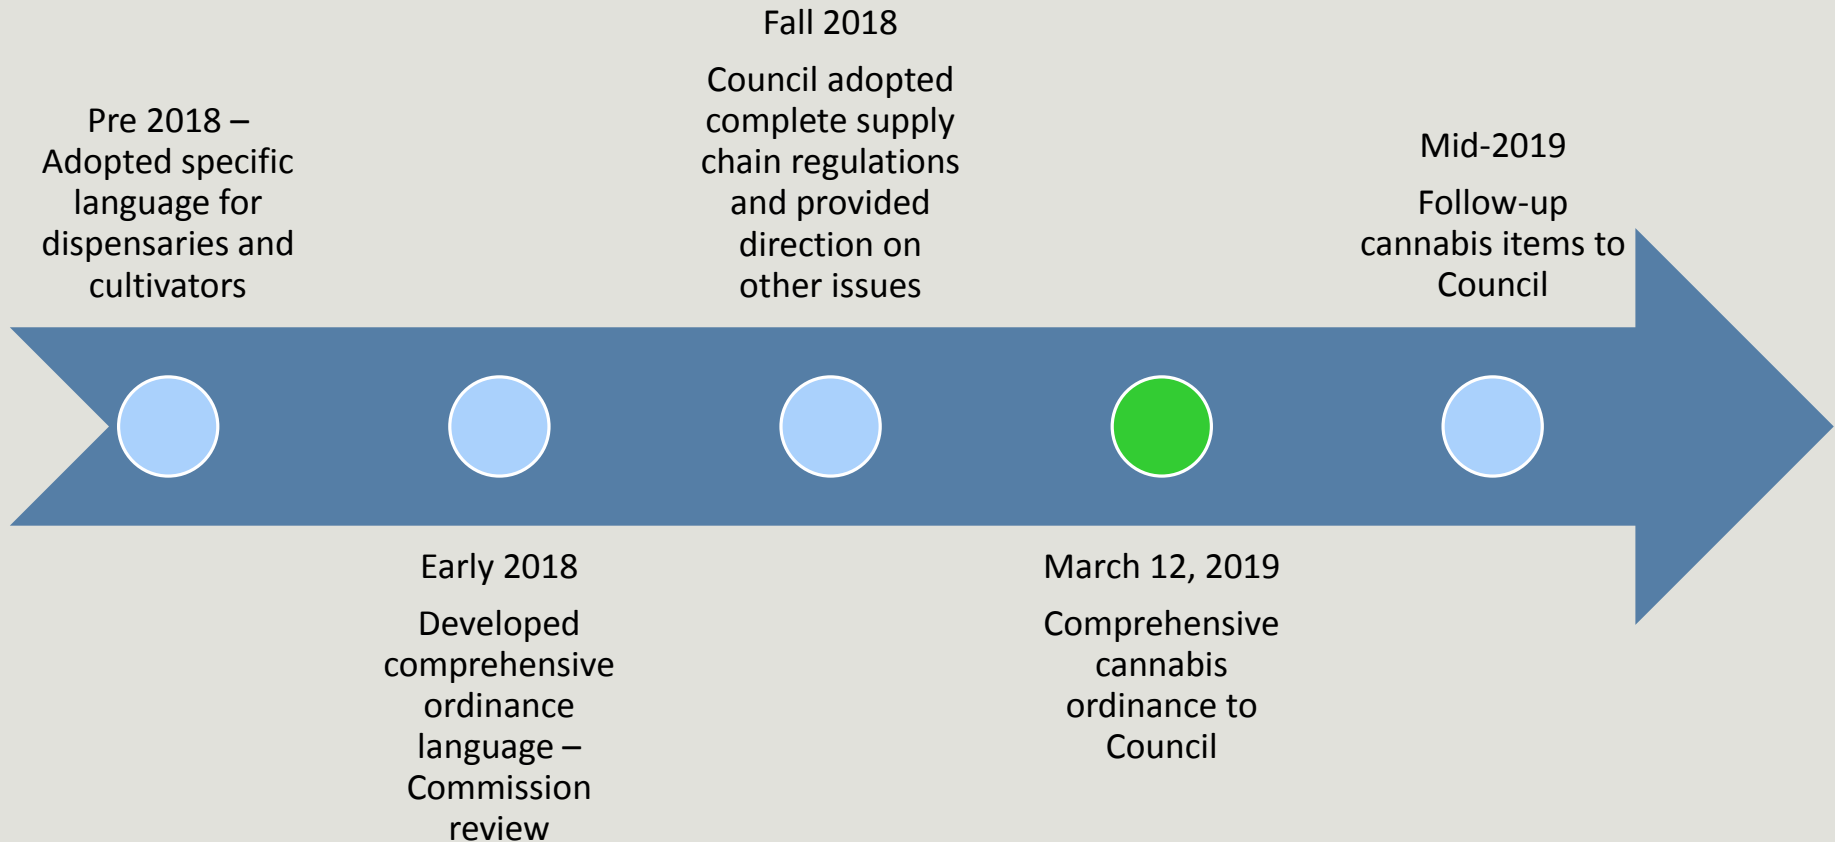 Pre 2018 –
Adopted specific
language for
dispensaries and
cultivators
Early 2018
Developed
comprehensive
ordinance
language –
Commission
review
Fall 2018
Council adopted
complete supply
chain regulations
and provided
direction on
other issues
March 12, 2019
Comprehensive
cannabis
ordinance to
Council
Mid-2019
Follow-up
cannabis items to
Council